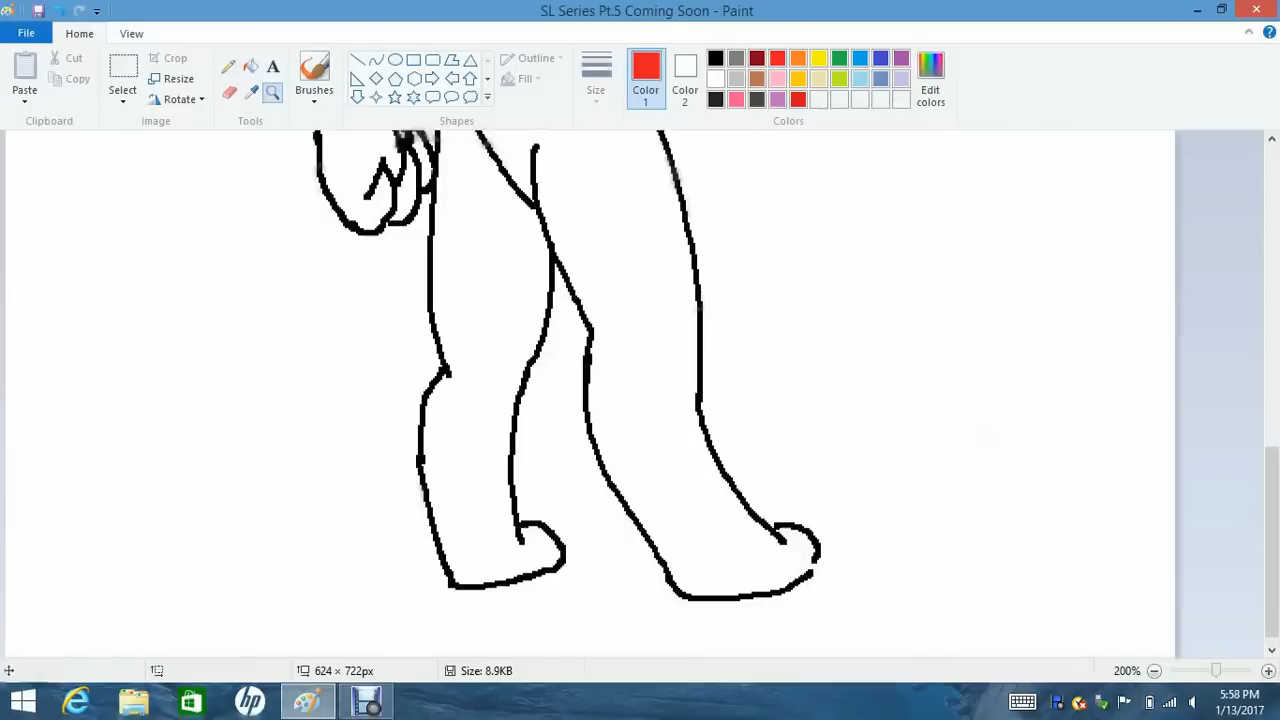 SL Series Pt.5 Coming Soon - Paint
File
Home
View
Paste
Cut
Copy
Clipboard
Select
Crop
Resize
Rotate
Image
A
Tools
Brushes
Outline
Fill
Shapes
Size
Color
1
Color
2
Edit
colors
Colors
624 × 722px
Size: 8.9KB
200%
5:58 PM
1/13/2017